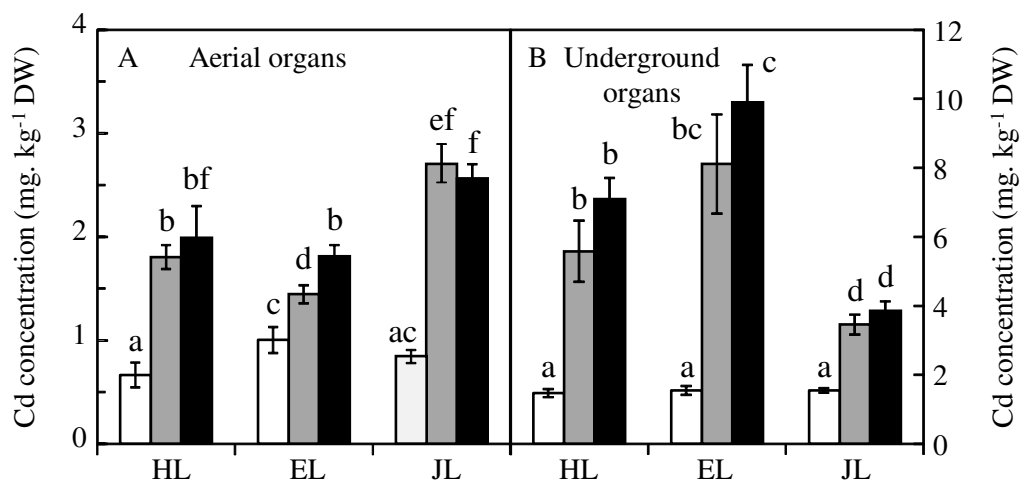 4
3
2
1
0
Cd concentration (mg. kg-1 DW)
A Aerial organs
a
b
bf
c
d
b
ac
ef
f
HL
EL
JL
B Underground
organs
a
b
b
a
bc
c
a
d
d
HL
EL
JL
12
10
8
6
4
2
0
Cd concentration (mg. kg-1 DW)